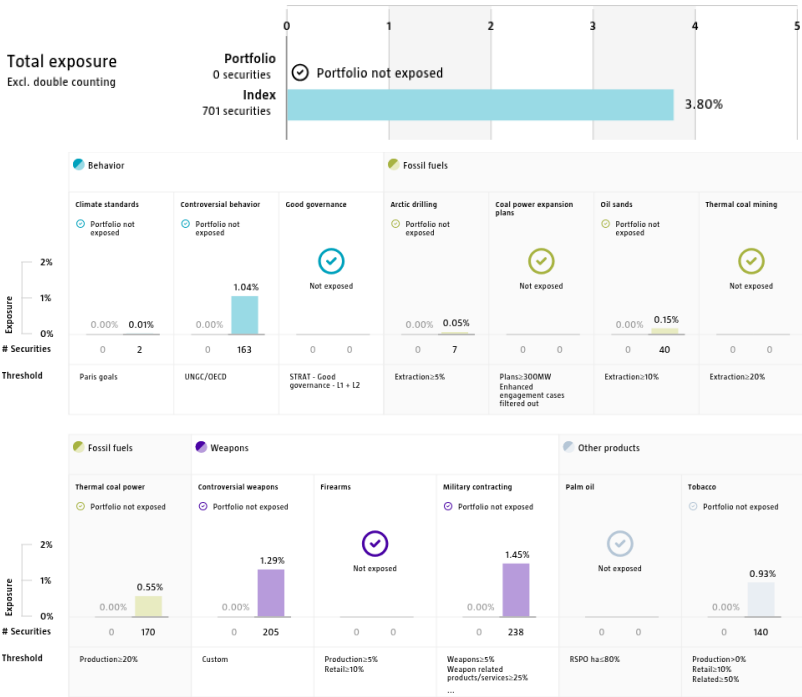 0 1 2 3 4 5
Total exposure
Excl. double counting
Portfolio
0 securities
Portfolio not exposed
Index
701 securities
3.80%
Behavior
Fossil fuels
Climate standards
Controversial behavior
Good governance
Arctic drilling
Coal power expansion
plans
Oil sands
Thermal coal mining
Portfolio not
exposed
Portfolio not
exposed
Not exposed
Portfolio not
exposed
Not exposed
Portfolio not
exposed
Not exposed
Exposure
2%
1%
0%
0.00% 0.01%
0.00% 1.04%
0.00% 0.05%
0.00% 0.15%
# Securities 0 2 0 163 0 0 0 7 0 0 0 40 0 0
Threshold
Paris goals
UNGC/OECD
STRAT - Good
governance - L1 + L2
Extraction≥5%
Plans≥300MW
Enhanced
engagement cases
filtered out
Extraction≥10%
Extraction≥20%
Fossil fuels
Weapons
Other products
Thermal coal power
Controversial weapons
Firearms
Military contracting
Palm oil
Tobacco
Portfolio not exposed
Portfolio not exposed
Not exposed
Portfolio not exposed
Not exposed
Portfolio not exposed
Exposure
2%
1%
0%
0.00% 0.55%
0.00% 1.29%
0.00% 1.45%
0.00% 0.93%
# Securities 0 170 0 205 0 0 0 238 0 0 0 140
Threshold
Production≥20%
Custom
Production≥5%
Retail≥10%
Weapons≥5%
Weapon related
products/services≥25%
...
RSPO ha≤80%
Production>0%
Retail≥10%
Related≥50%